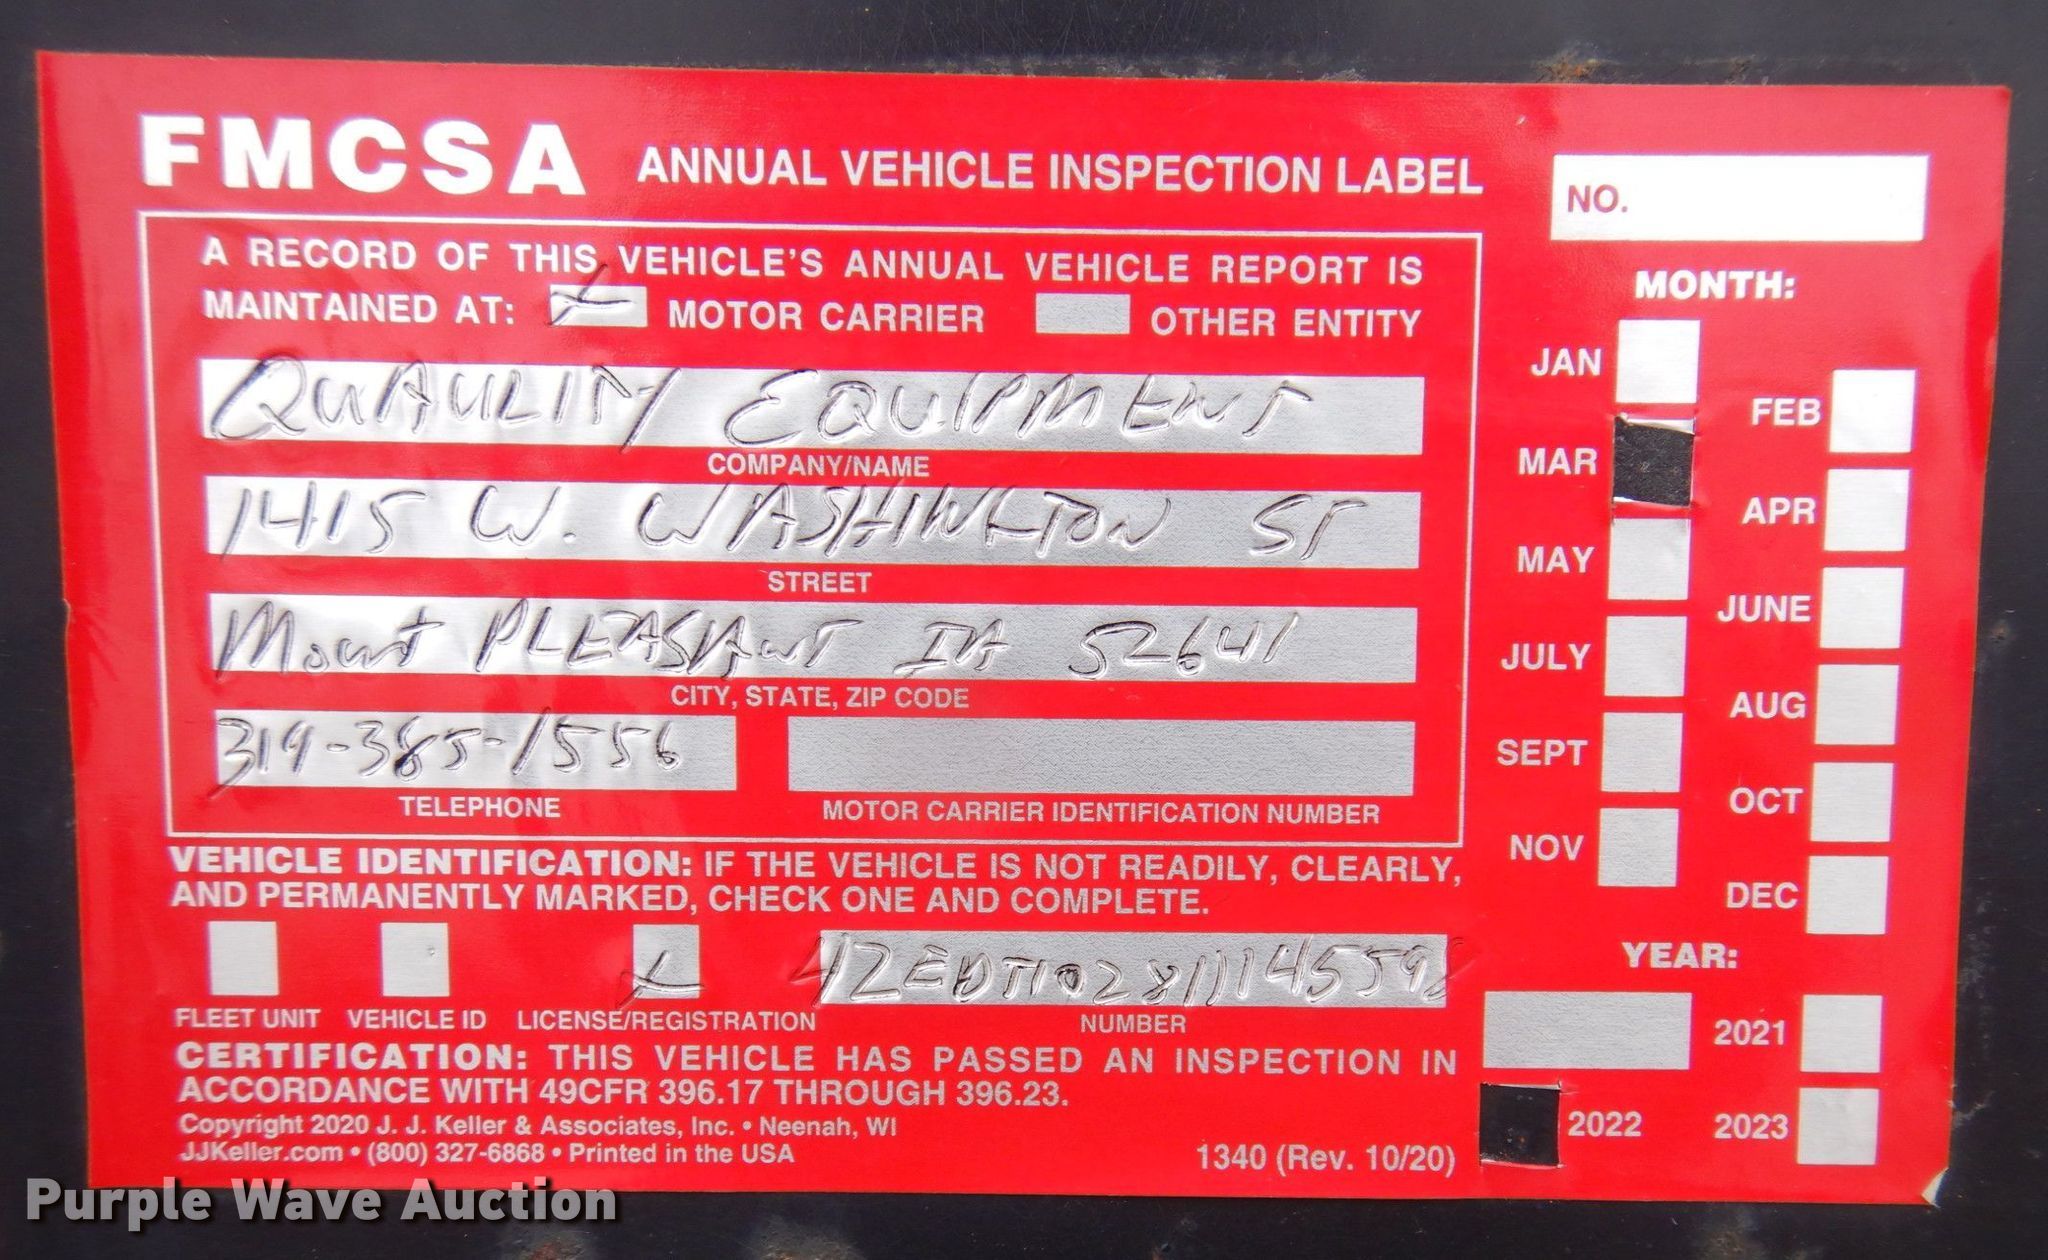 FMCSA ANNUAL VEHICLE INSPECTION LABEL
NO.
A RECORD OF THIS VEHICLE'S ANNUAL VEHICLE REPORT IS
MAINTAINED AT: X MOTOR CARRIER OTHER ENTITY
QUAULITY EQUIPMENT
COMPANY/NAME
1415 W. WASHINGTON ST
STREET
Mount PLEASANT IA 52641
CITY, STATE, ZIP CODE
319-385-1556
TELEPHONE
MOTOR CARRIER IDENTIFICATION NUMBER
VEHICLE IDENTIFICATION: IF THE VEHICLE IS NOT READILY, CLEARLY,
AND PERMANENTLY MARKED, CHECK ONE AND COMPLETE.
X
FLEET UNIT VEHICLE ID LICENSE/REGISTRATION
NUMBER
CERTIFICATION: THIS VEHICLE HAS PASSED AN INSPECTION IN
ACCORDANCE WITH 49CFR 396.17 THROUGH 396.23.
Copyright 2020 J. J. Keller & Associates, Inc. • Neenah, WI
JJKeller.com • (800) 327-6868 • Printed in the USA
1340 (Rev. 10/20)
MONTH:
JAN
FEB
MAR
APR
MAY
JUNE
JULY
AUG
SEPT
OCT
NOV
DEC
YEAR:
2021
2022
2023
Purple Wave Auction